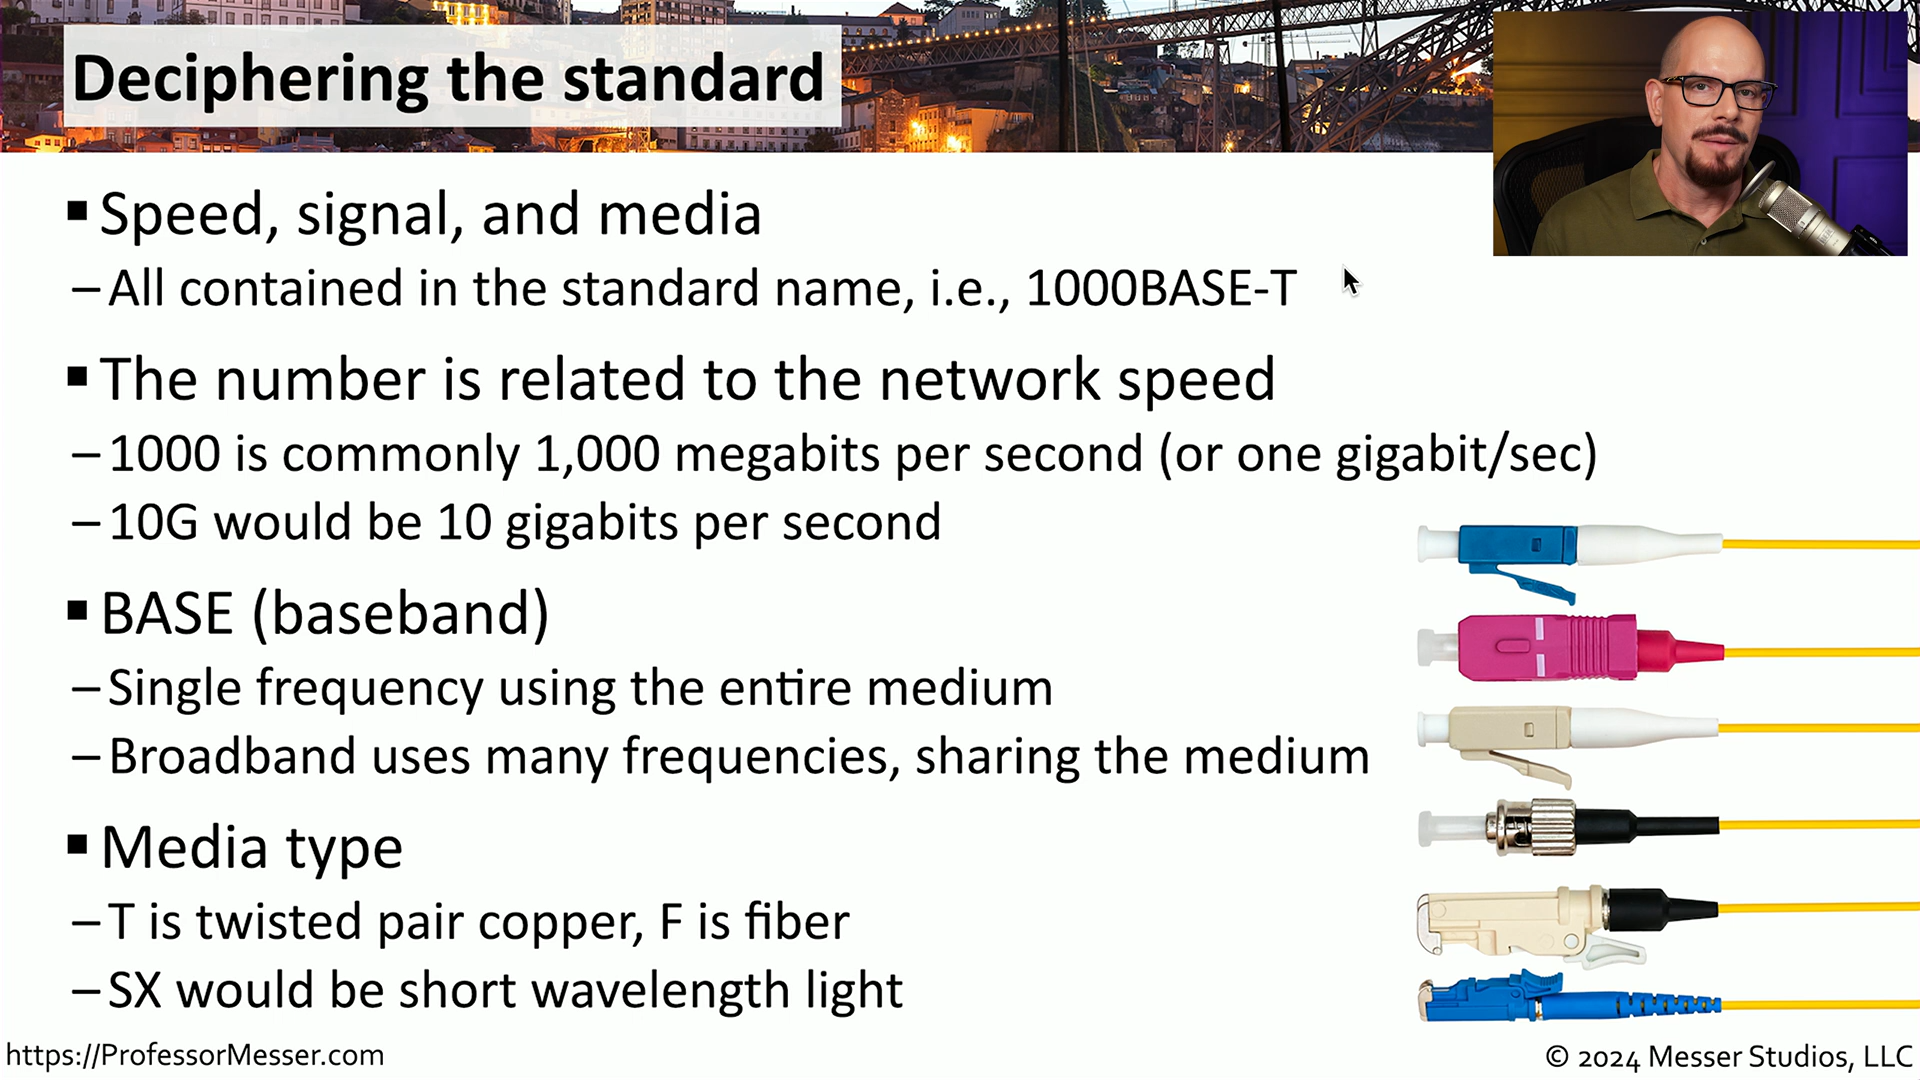 Deciphering the standard
▪ Speed, signal, and media
– All contained in the standard name, i.e., 1000BASE-T
▪ The number is related to the network speed
– 1000 is commonly 1,000 megabits per second (or one gigabit/sec)
– 10G would be 10 gigabits per second
▪ BASE (baseband)
– Single frequency using the entire medium
– Broadband uses many frequencies, sharing the medium
▪ Media type
– T is twisted pair copper, F is fiber
– SX would be short wavelength light
https://ProfessorMesser.com
© 2024 Messer Studios, LLC